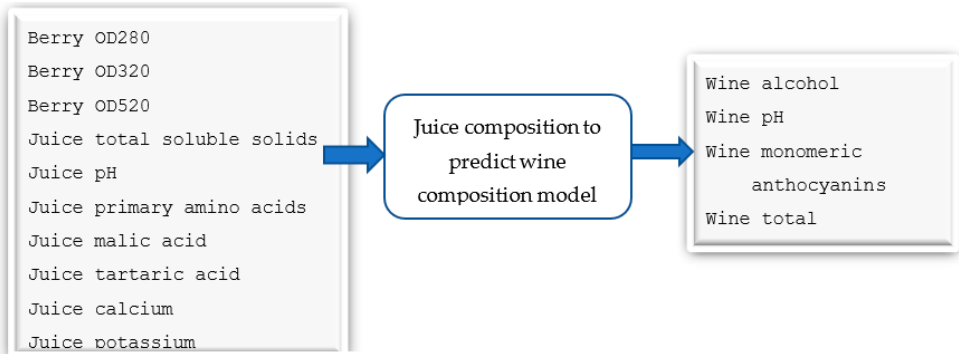 Berry OD280
Berry OD320
Berry OD520
Juice total soluble solids
Juice pH
Juice primary amino acids
Juice malic acid
Juice tartaric acid
Juice calcium
Juice potassium
Juice composition to
predict wine
composition model
Wine alcohol
Wine pH
Wine monomeric
anthocyanins
Wine total